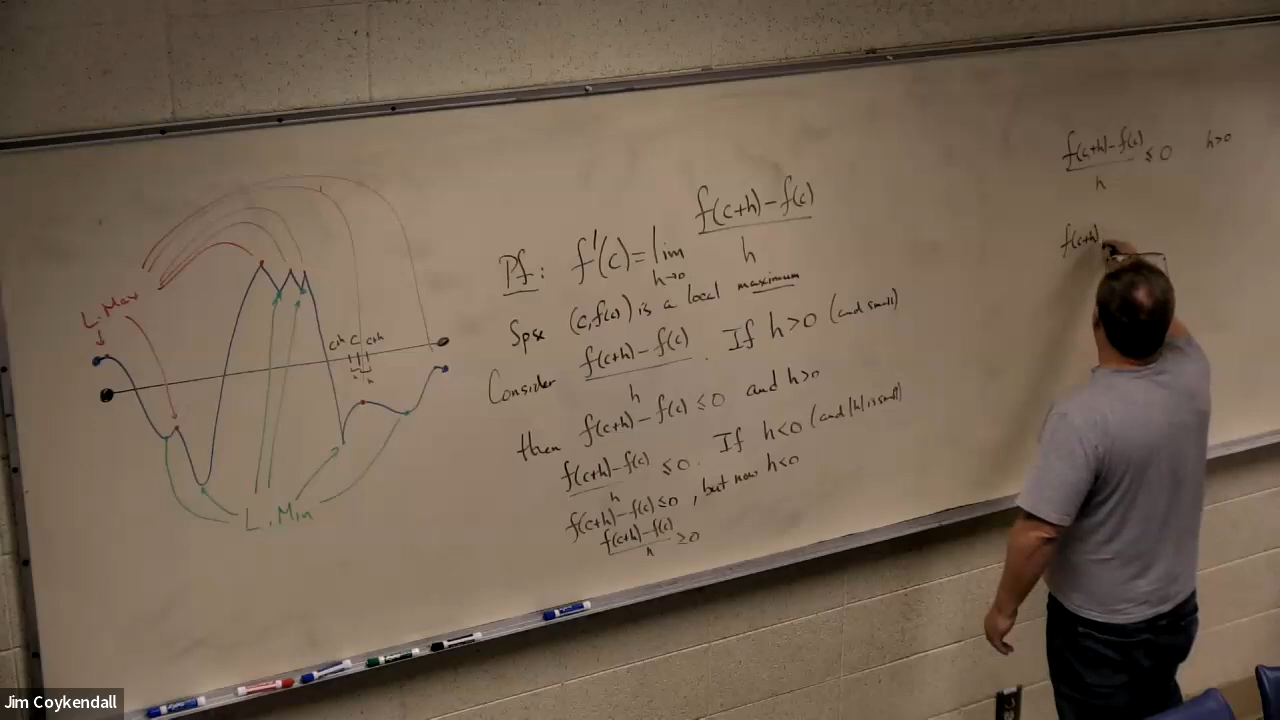 L. Max
c+h c c+h
h h
L. Min
Pf: f'(c) = lim h→0 f(c+h) - f(c) / h
Spse (c, f(c)) is a local maximum
Consider f(c+h) - f(c) / h . If h>0 (and small)
then f(c+h) - f(c) ≤ 0 and h>0
f(c+h) - f(c) / h ≤ 0. If h<0 (and |h| is small)
f(c+h) - f(c) ≤ 0, but now h<0
f(c+h) - f(c) / h ≥ 0
f(c+h) - f(c) / h ≤ 0 h>0
f(c+h)
Jim Coykendall